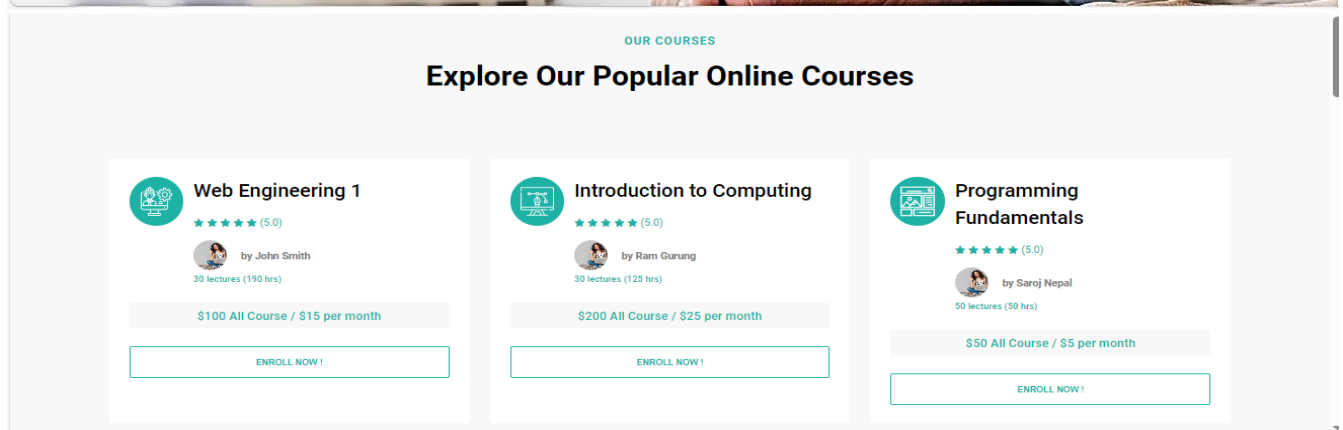 OUR COURSES
Explore Our Popular Online Courses
Web Engineering 1
(5.0)
by John Smith
30 lectures (190 hrs)
$100 All Course / $15 per month
ENROLL NOW !
Introduction to Computing
(5.0)
by Ram Gurung
30 lectures (125 hrs)
$200 All Course / $25 per month
ENROLL NOW !
Programming
Fundamentals
(5.0)
by Saroj Nepal
50 lectures (50 hrs)
$50 All Course / $5 per month
ENROLL NOW !